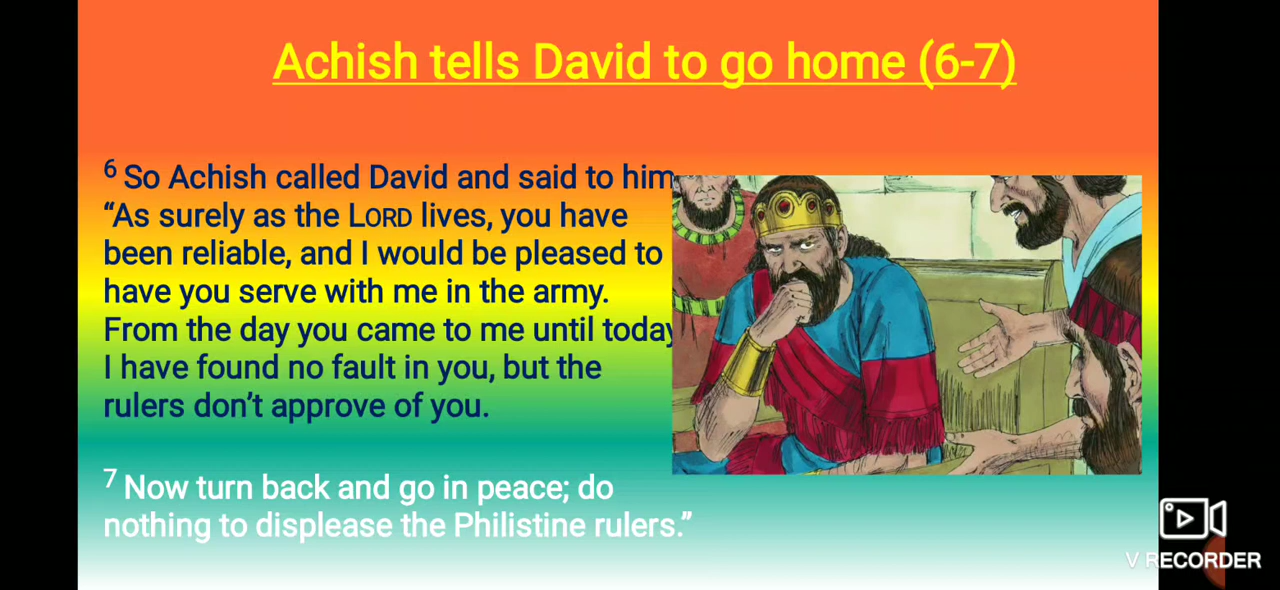 Achish tells David to go home (6-7)
6 So Achish called David and said to him
“As surely as the LORD lives, you have
been reliable, and I would be pleased to
have you serve with me in the army.
From the day you came to me until today
I have found no fault in you, but the
rulers don’t approve of you.
7 Now turn back and go in peace; do
nothing to displease the Philistine rulers.”
V RECORDER